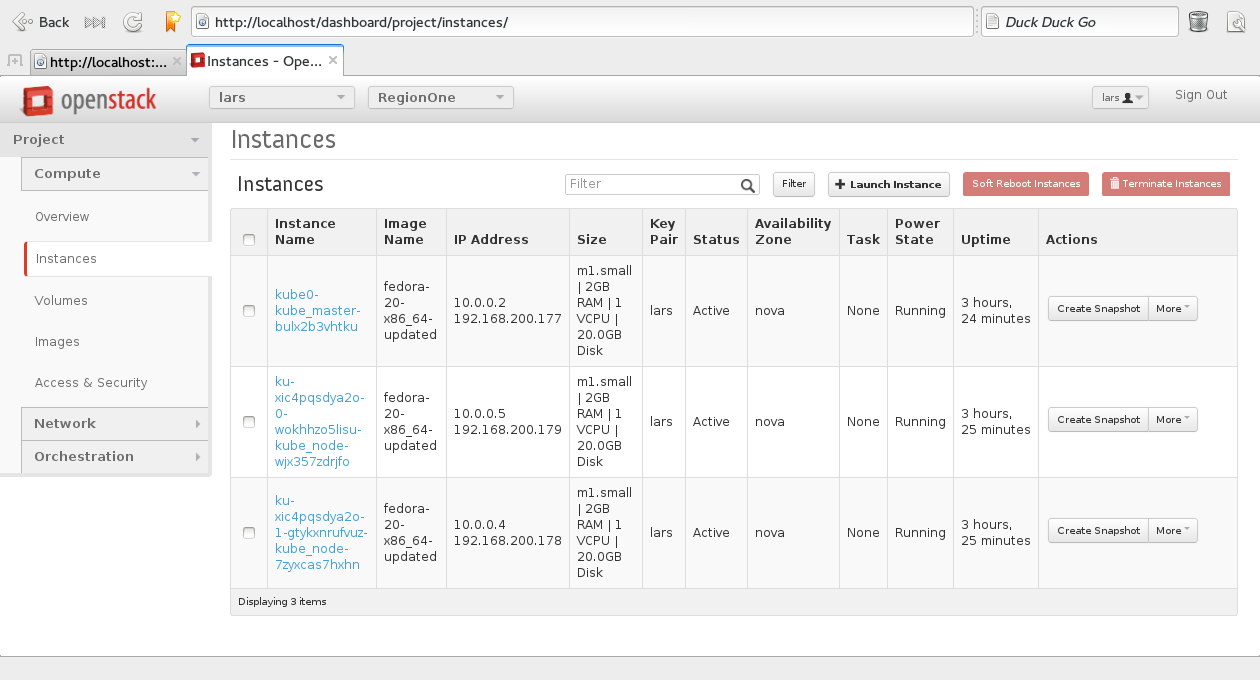 Back
http://localhost/dashboard/project/instances/
Duck Duck Go
http://localhost:...
Instances - Ope...
openstack
lars
RegionOne
lars
Sign Out
Project
Compute
Overview
Instances
Volumes
Images
Access & Security
Network
Orchestration
Instances
Instances
Filter
Filter
Launch Instance
Soft Reboot Instances
Terminate Instances
Instance
Name
Image
Name
IP Address
Size
Key
Pair
Status
Availability
Zone
Task
Power
State
Uptime
Actions
kube0-
kube_master-
bulx2b3vhtku
fedora-
20-
x86_64-
updated
10.0.0.2
192.168.200.177
m1.small
| 2GB
RAM | 1
VCPU |
20.0GB
Disk
lars
Active
nova
None
Running
3 hours,
24 minutes
Create Snapshot
More
ku-
xic4pqsdya2o-
0-
wokhhzo5lisu-
kube_node-
wjx357zdrjfo
fedora-
20-
x86_64-
updated
10.0.0.5
192.168.200.179
m1.small
| 2GB
RAM | 1
VCPU |
20.0GB
Disk
lars
Active
nova
None
Running
3 hours,
25 minutes
Create Snapshot
More
ku-
xic4pqsdya2o-
1-gtykxnrufvuz-
kube_node-
7zyxcas7hxhn
fedora-
20-
x86_64-
updated
10.0.0.4
192.168.200.178
m1.small
| 2GB
RAM | 1
VCPU |
20.0GB
Disk
lars
Active
nova
None
Running
3 hours,
25 minutes
Create Snapshot
More
Displaying 3 items